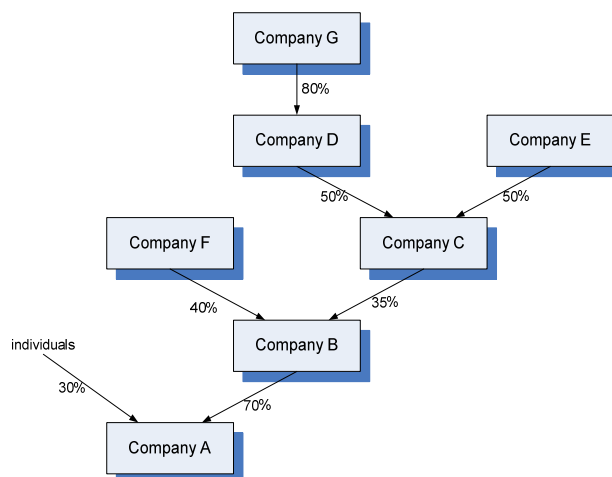 Company G
80%
Company D
Company E
50%
50%
Company F
Company C
40%
35%
individuals
Company B
30%
70%
Company A